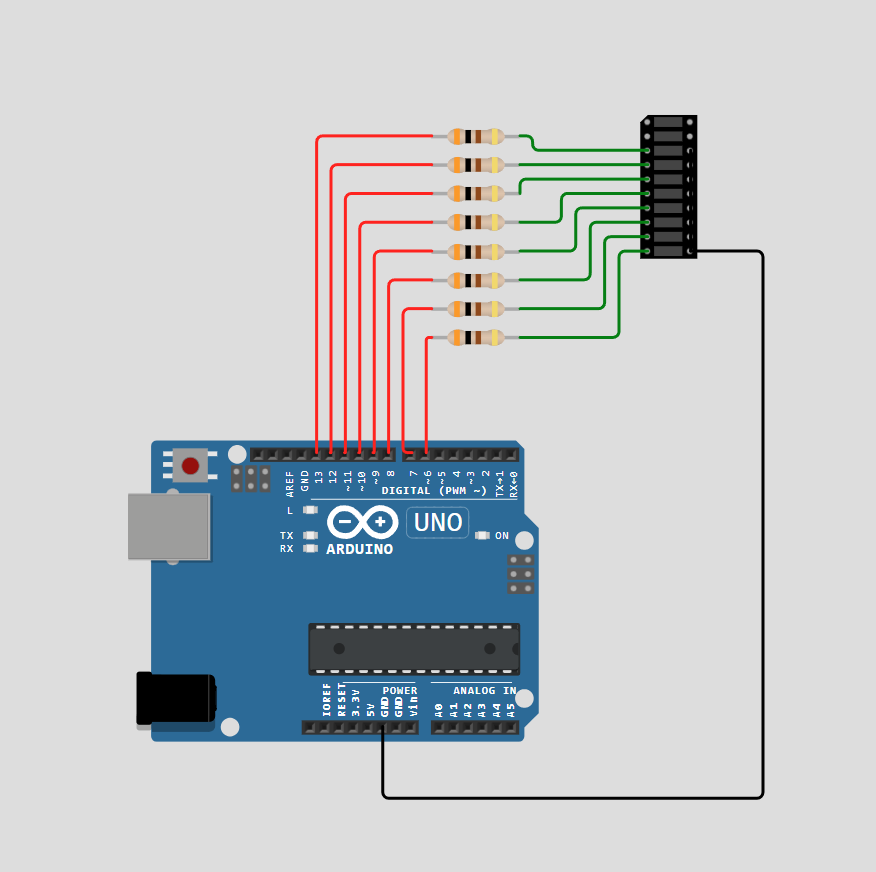 AREF
GND
13
12
~11
~10
~9
8
7
~6
~5
4
~3
2
TX→1
RX←0
DIGITAL (PWM ~)
L
TX
RX
UNO
ARDUINO
ON
IOREF
RESET
3.3V
5V
GND
GND
Vin
POWER
ANALOG IN
A0
A1
A2
A3
A4
A5